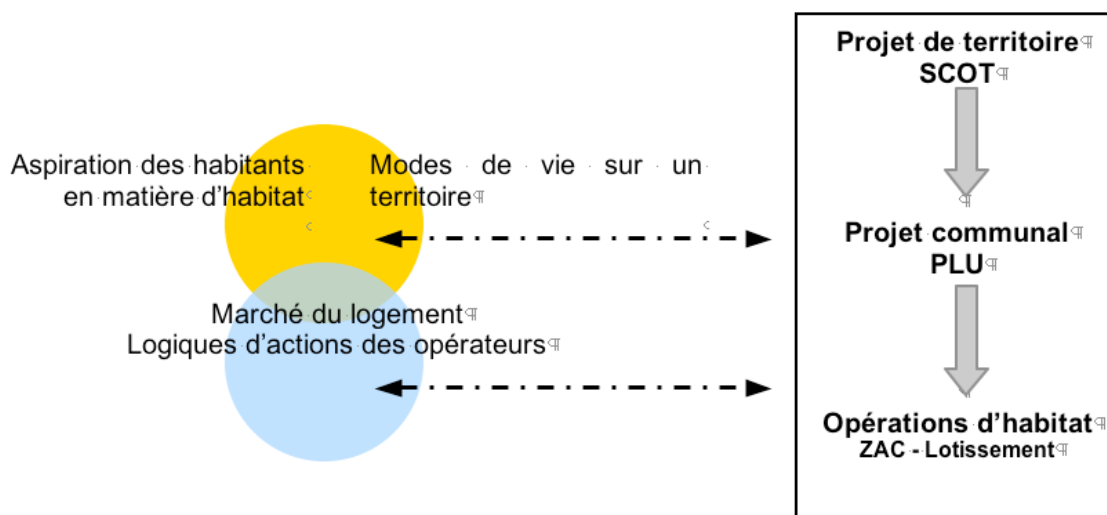 Aspiration des habitants
en matière d'habitat
Modes de vie sur un
territoire
Marché du logement
Logiques d'actions des opérateurs
Projet de territoire
SCOT
Projet communal
PLU
Opérations d'habitat
ZAC - Lotissement